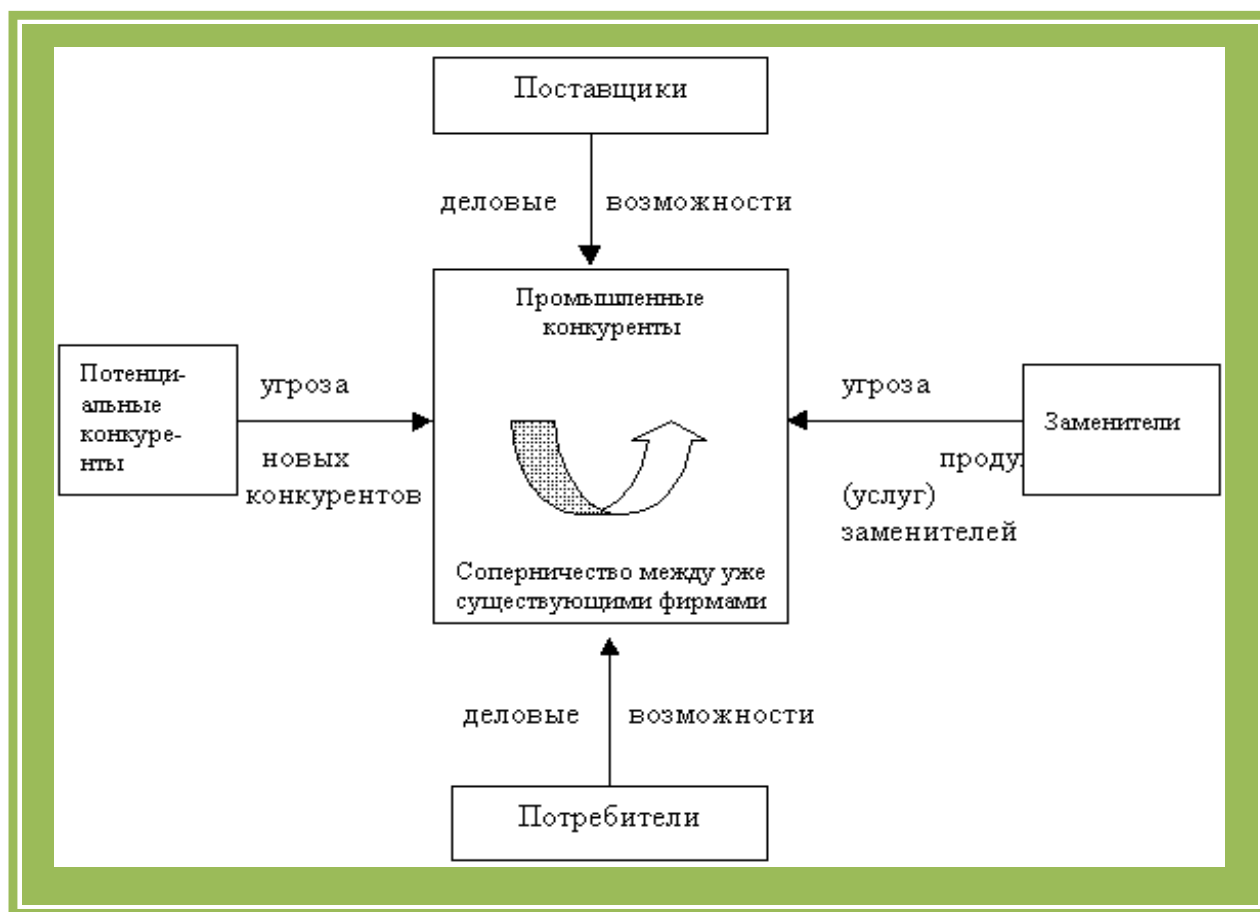 Поставщики
деловые возможности
Промышленные
конкуренты
Потенци-
альные
конкуре-
нты
угроза
новых
конкурентов
угроза
(услуг)
заменителей
Заменители
Соперничество между уже
существующими фирмами
деловые возможности
Потребители